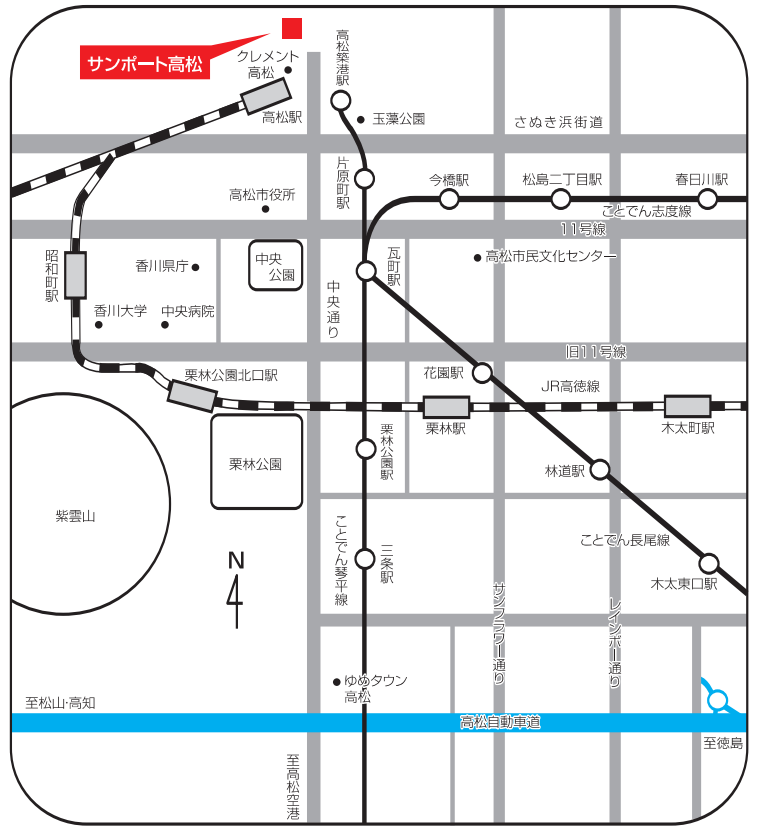 サンポート高松
クレメント
高松
高松駅
高松築港駅
玉藻公園
さぬき浜街道
片原町駅
今橋駅
松島二丁目駅
春日川駅
ことでん志度線
高松市役所
11号線
昭和町駅
香川県庁
中央
公園
瓦町駅
高松市民文化センター
中央通り
香川大学
中央病院
旧11号線
栗林公園北口駅
花園駅
JR高徳線
栗林駅
木太町駅
栗林公園
栗林公園駅
林道駅
紫雲山
ことでん琴平線
三条駅
ことでん長尾線
木太東口駅
N
サンフラワー通り
レインボー通り
ゆめタウン
高松
至松山·高知
高松自動車道
至徳島
至高松空港